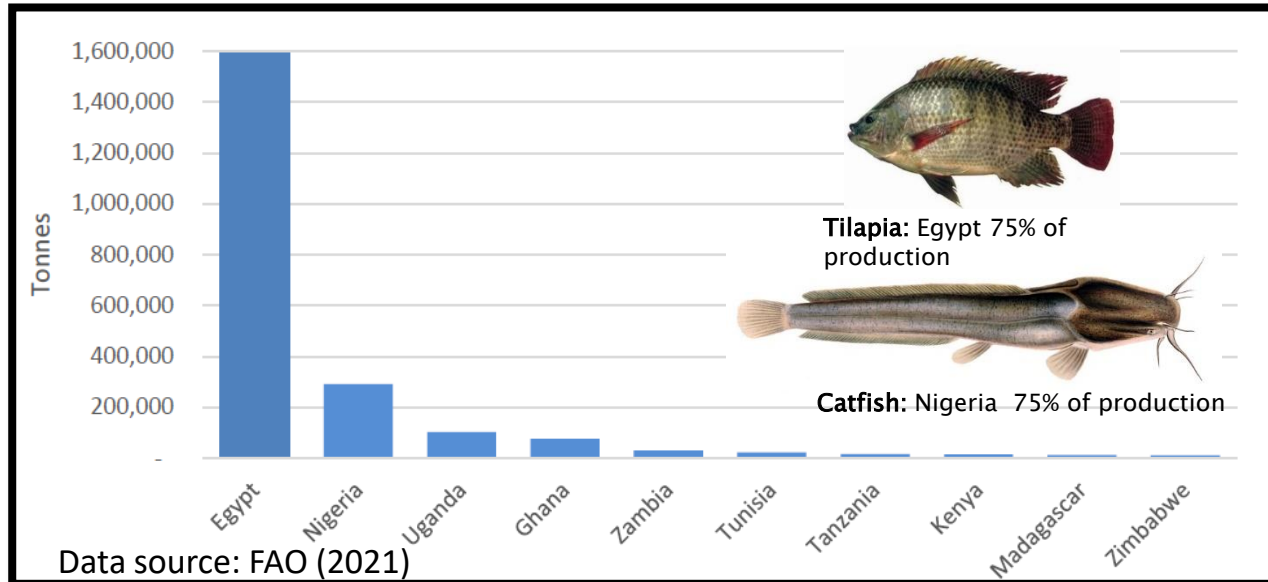 1,600,000
1,400,000
1,200,000
1,000,000
800,000
600,000
400,000
200,000
-
Tonnes
Tilapia: Egypt 75% of
production
Catfish: Nigeria  75% of production
Egypt
Nigeria
Uganda
Ghana
Zambia
Tunisia
Tanzania
Kenya
Madagascar
Zimbabwe
Data source: FAO (2021)